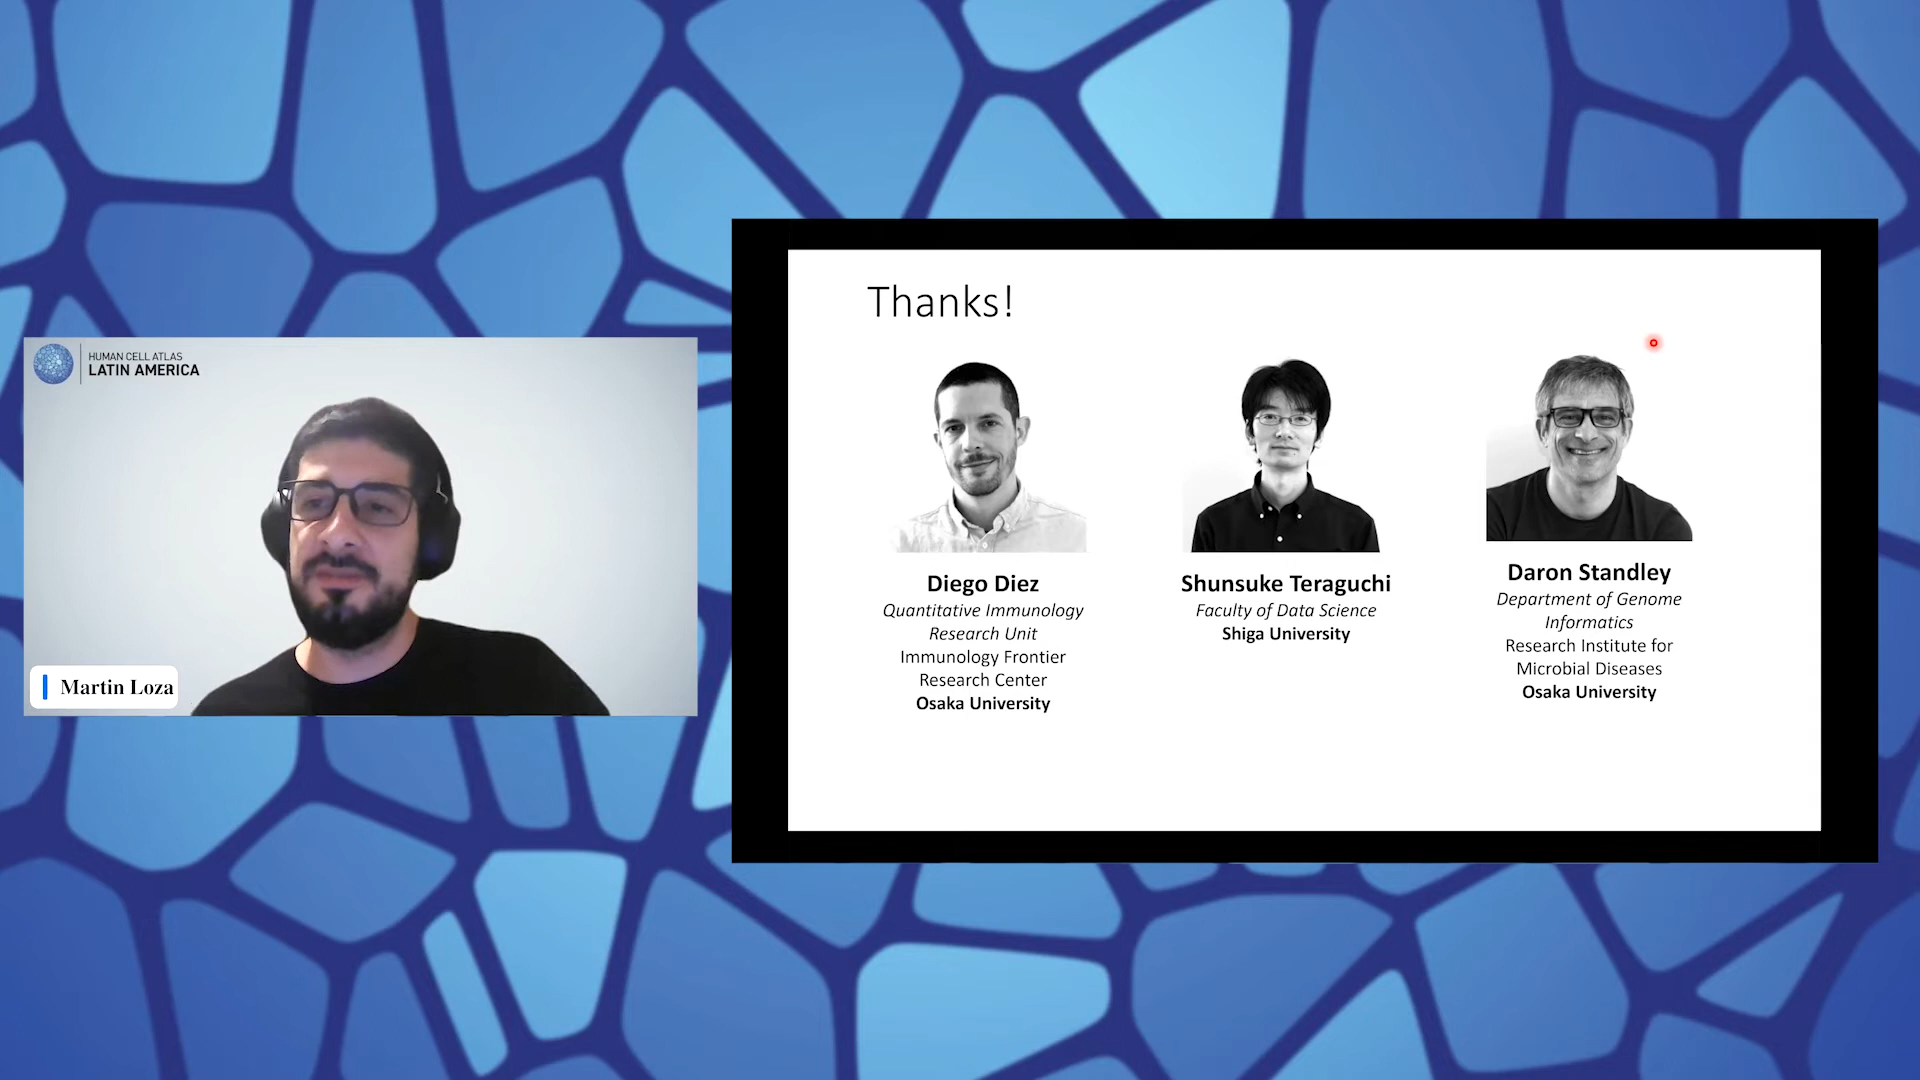 HUMAN CELL ATLAS
LATIN AMERICA
Martin Loza
Thanks!
Diego Diez
Quantitative Immunology
Research Unit
Immunology Frontier
Research Center
Osaka University
Shunsuke Teraguchi
Faculty of Data Science
Shiga University
Daron Standley
Department of Genome
Informatics
Research Institute for
Microbial Diseases
Osaka University